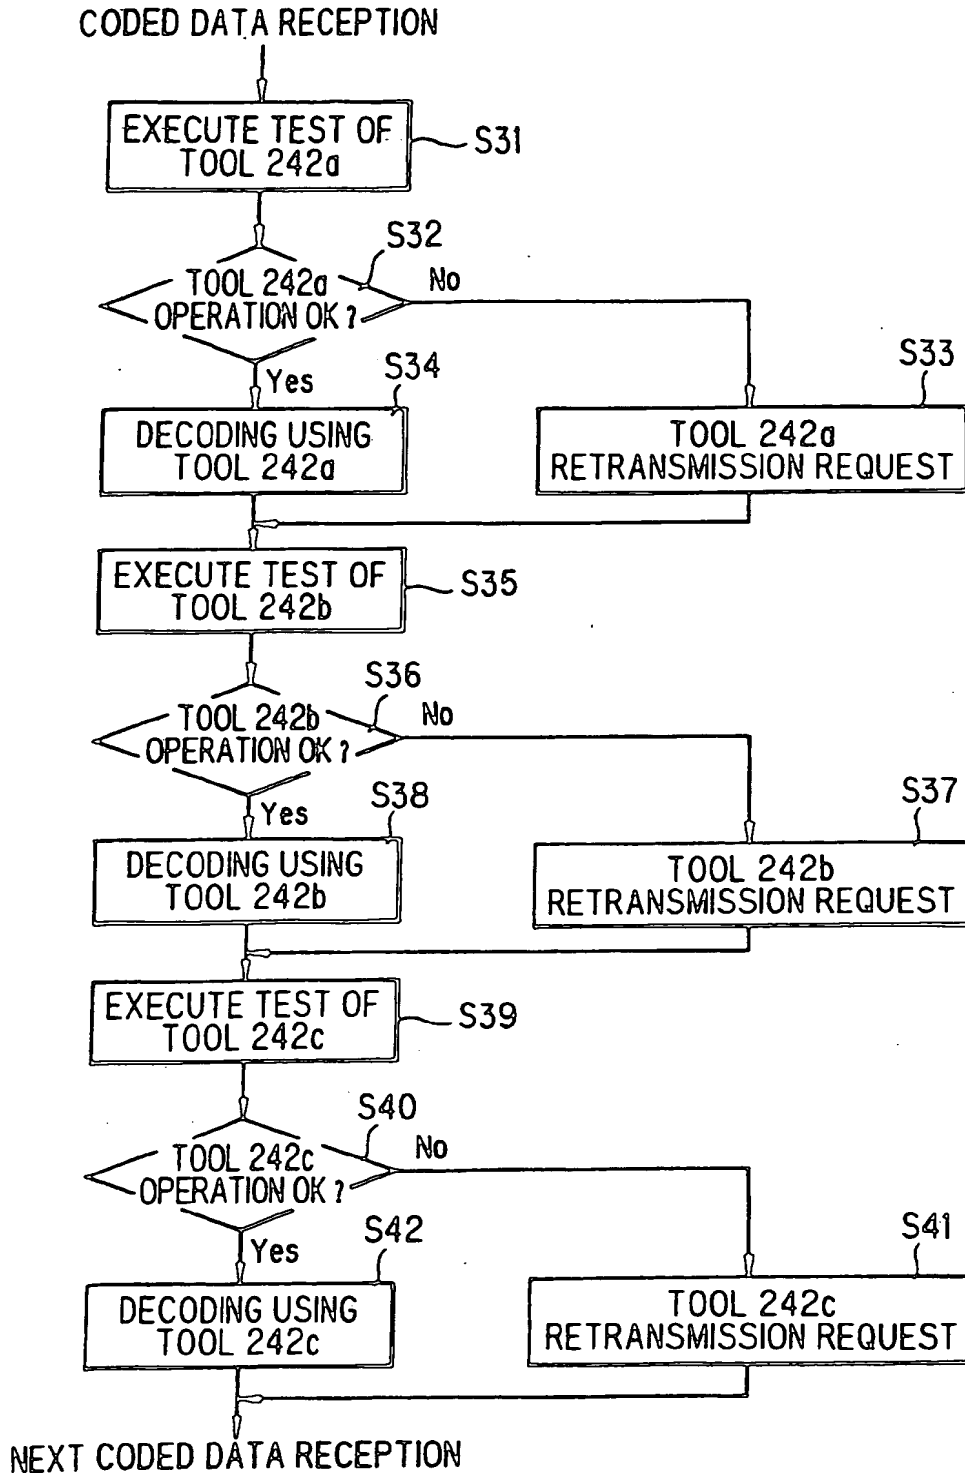 CODED DATA RECEPTION
EXECUTE TEST OF
TOOL 242a
S31
S32
TOOL 242a
OPERATION OK ?
No
Yes
S34
S33
DECODING USING
TOOL 242a
TOOL 242a
RETRANSMISSION REQUEST
EXECUTE TEST OF
TOOL 242b
S35
S36
TOOL 242b
OPERATION OK ?
No
Yes
S38
S37
DECODING USING
TOOL 242b
TOOL 242b
RETRANSMISSION REQUEST
EXECUTE TEST OF
TOOL 242c
S39
S40
TOOL 242c
OPERATION OK ?
No
Yes
S42
S41
DECODING USING
TOOL 242c
TOOL 242c
RETRANSMISSION REQUEST
NEXT CODED DATA RECEPTION